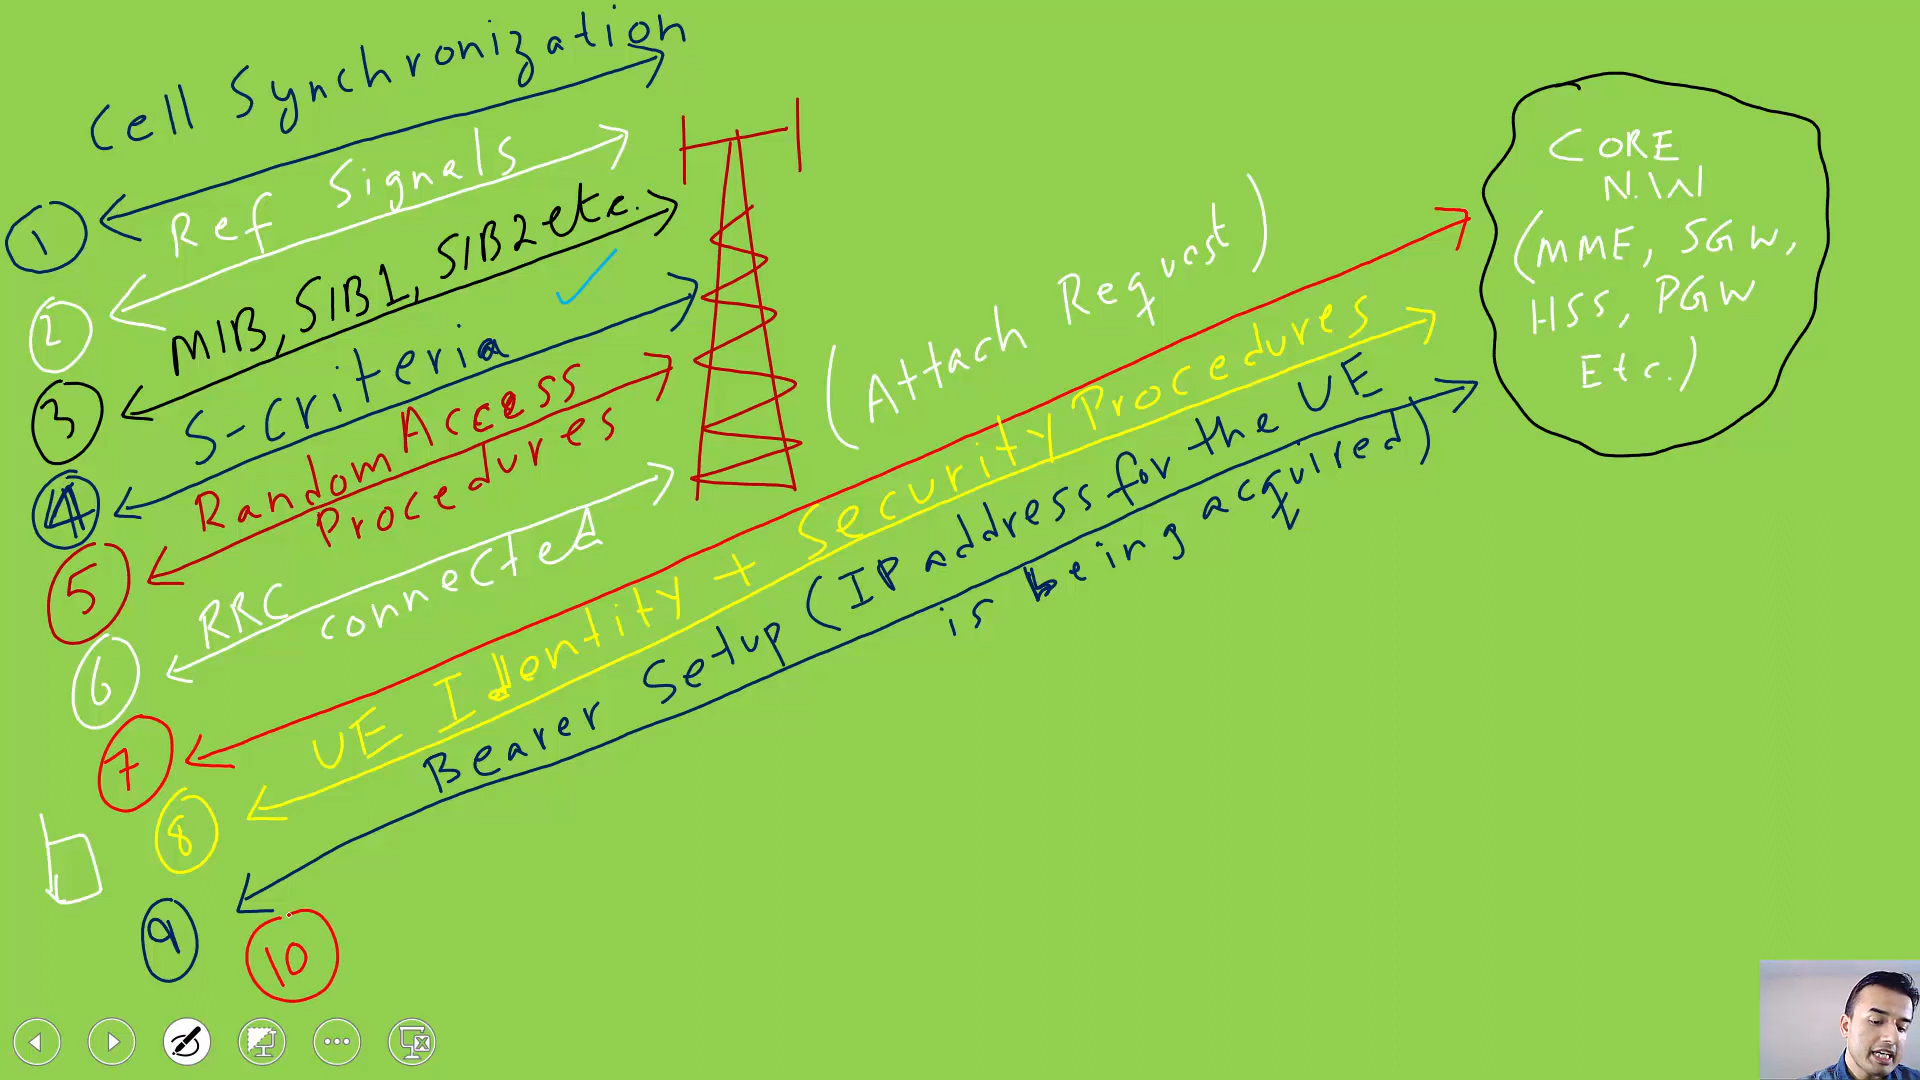 Cell Synchronization
1
Ref Signals
2
MIB, SIB1, SIB2 etc.
3
S-Criteria
4
Random Access
Procedures
5
RRC
connected
6
(Attach Request)
7
UE Identity + Security Procedures
8
Bearer Setup (IP address for the UE
is being acquired)
9
10
CORE
N.W
(MME, SGW,
HSS, PGW
Etc.)